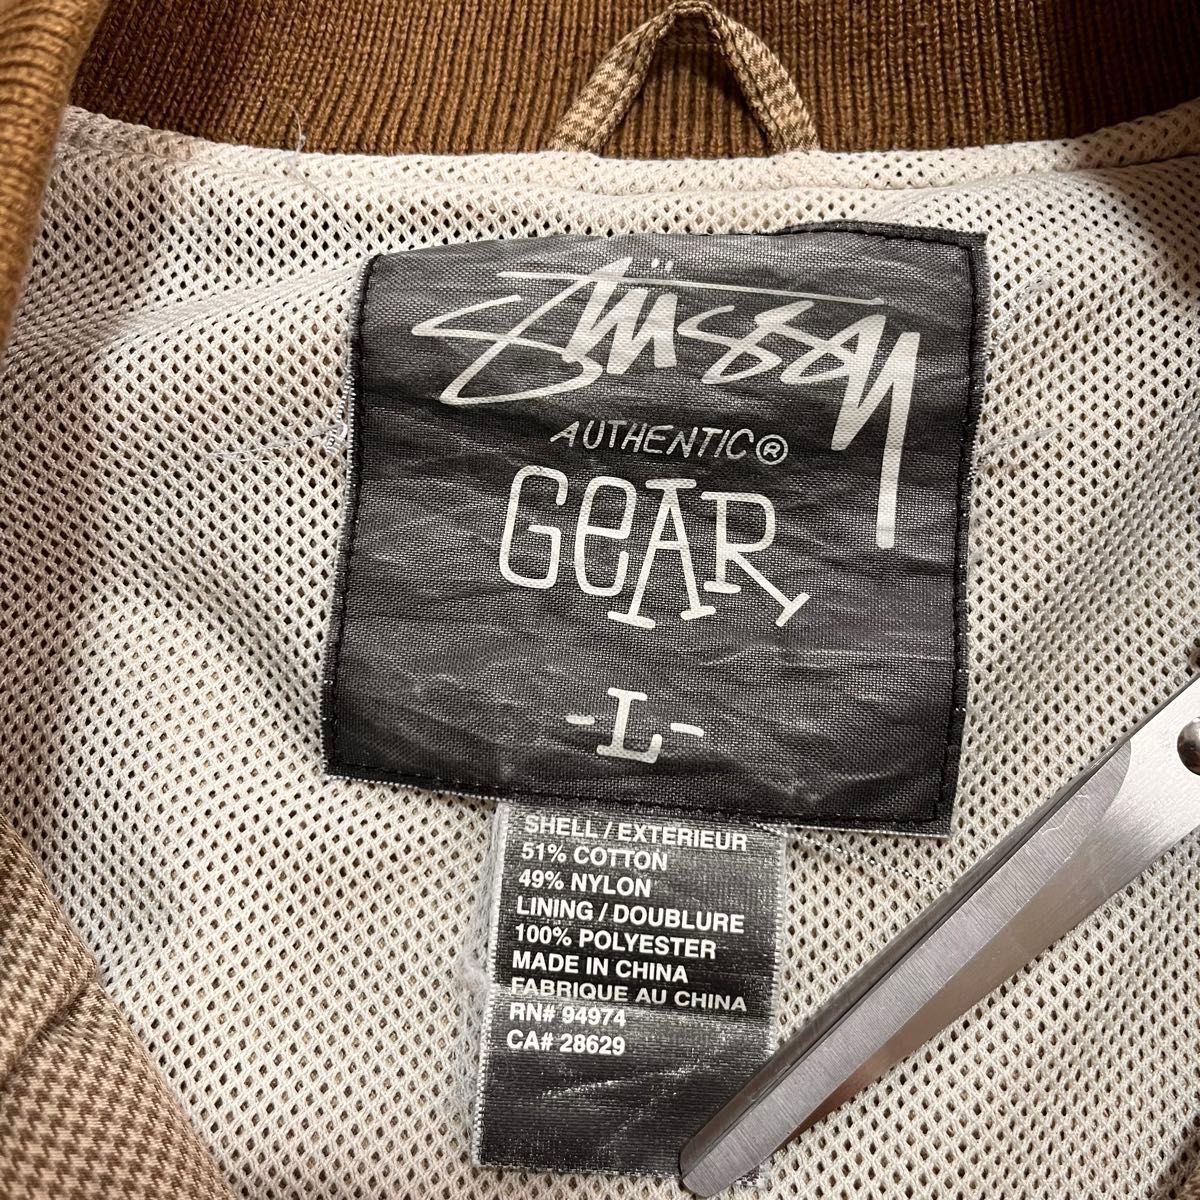 Stüssy
AUTHENTIC®
GeAR
-L-
SHELL / EXTERIEUR
51% COTTON
49% NYLON
LINING / DOUBLURE
100% POLYESTER
MADE IN CHINA
FABRIQUE AU CHINA
RN# 94974
CA# 28629